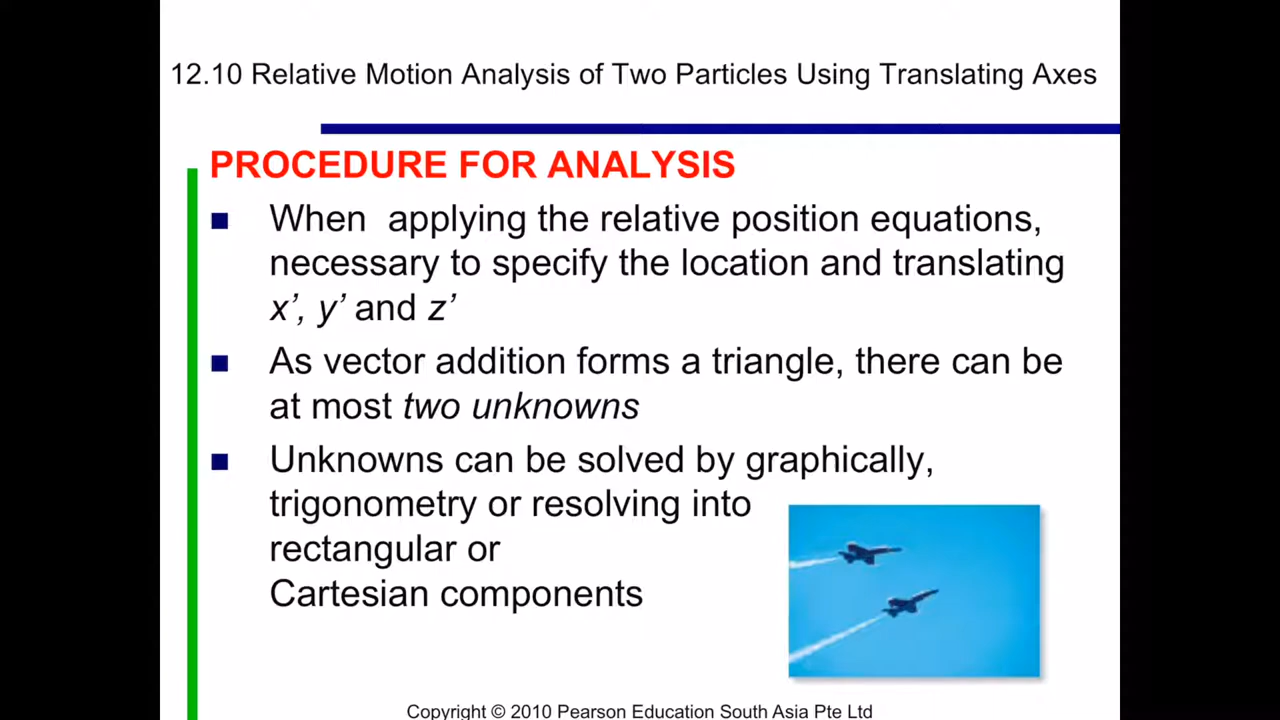 12.10 Relative Motion Analysis of Two Particles Using Translating Axes
PROCEDURE FOR ANALYSIS
When applying the relative position equations,
necessary to specify the location and translating
x’, y’ and z’
As vector addition forms a triangle, there can be
at most two unknowns
Unknowns can be solved by graphically,
trigonometry or resolving into
rectangular or
Cartesian components
Copyright © 2010 Pearson Education South Asia Pte Ltd